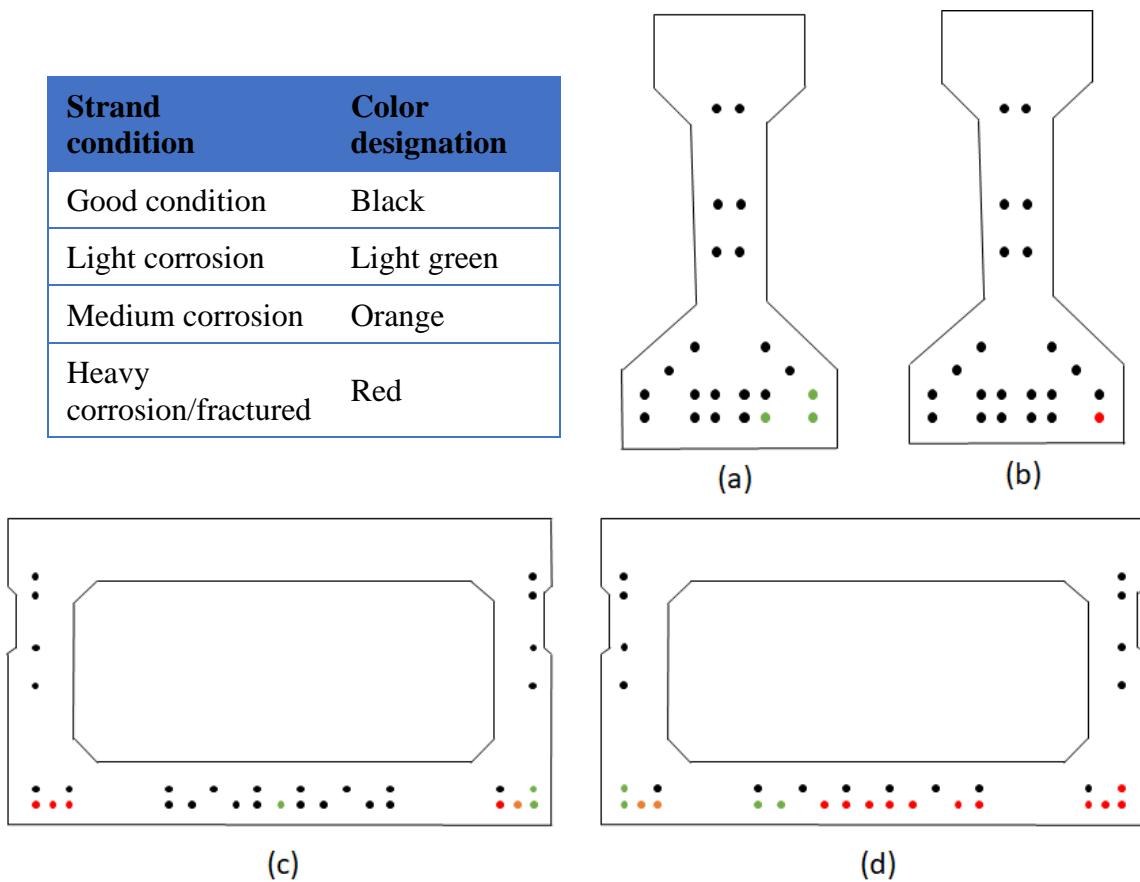 Strand condition Color designation
Good condition Black
Light corrosion Light green
Medium corrosion Orange
Heavy corrosion/fractured Red
(a) (b)
(c) (d)